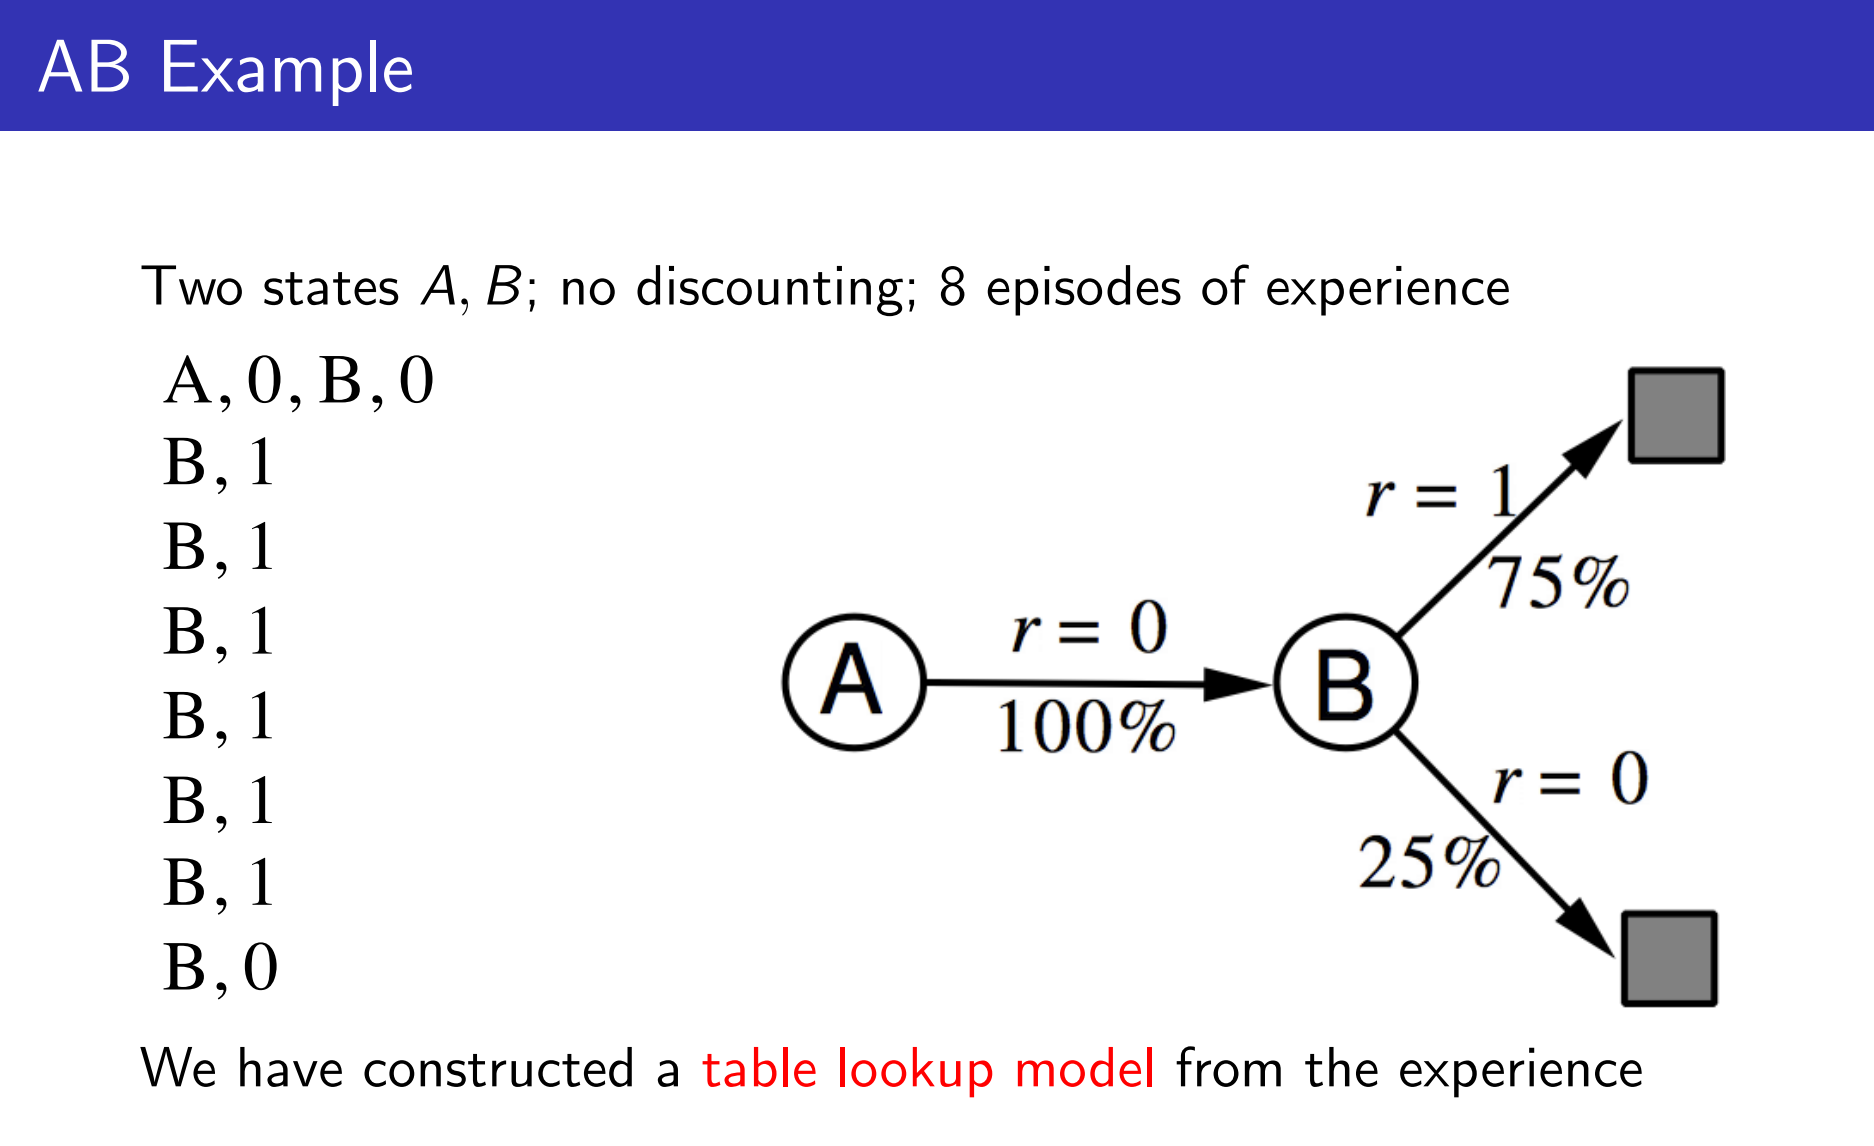 AB Example
Two states A, B; no discounting; 8 episodes of experience
A, 0, B, 0
B, 1
B, 1
B, 1
B, 1
B, 1
B, 1
B, 0
r = 1
75%
r = 0
100%
A
B
r = 0
25%
We have constructed a table lookup model from the experience